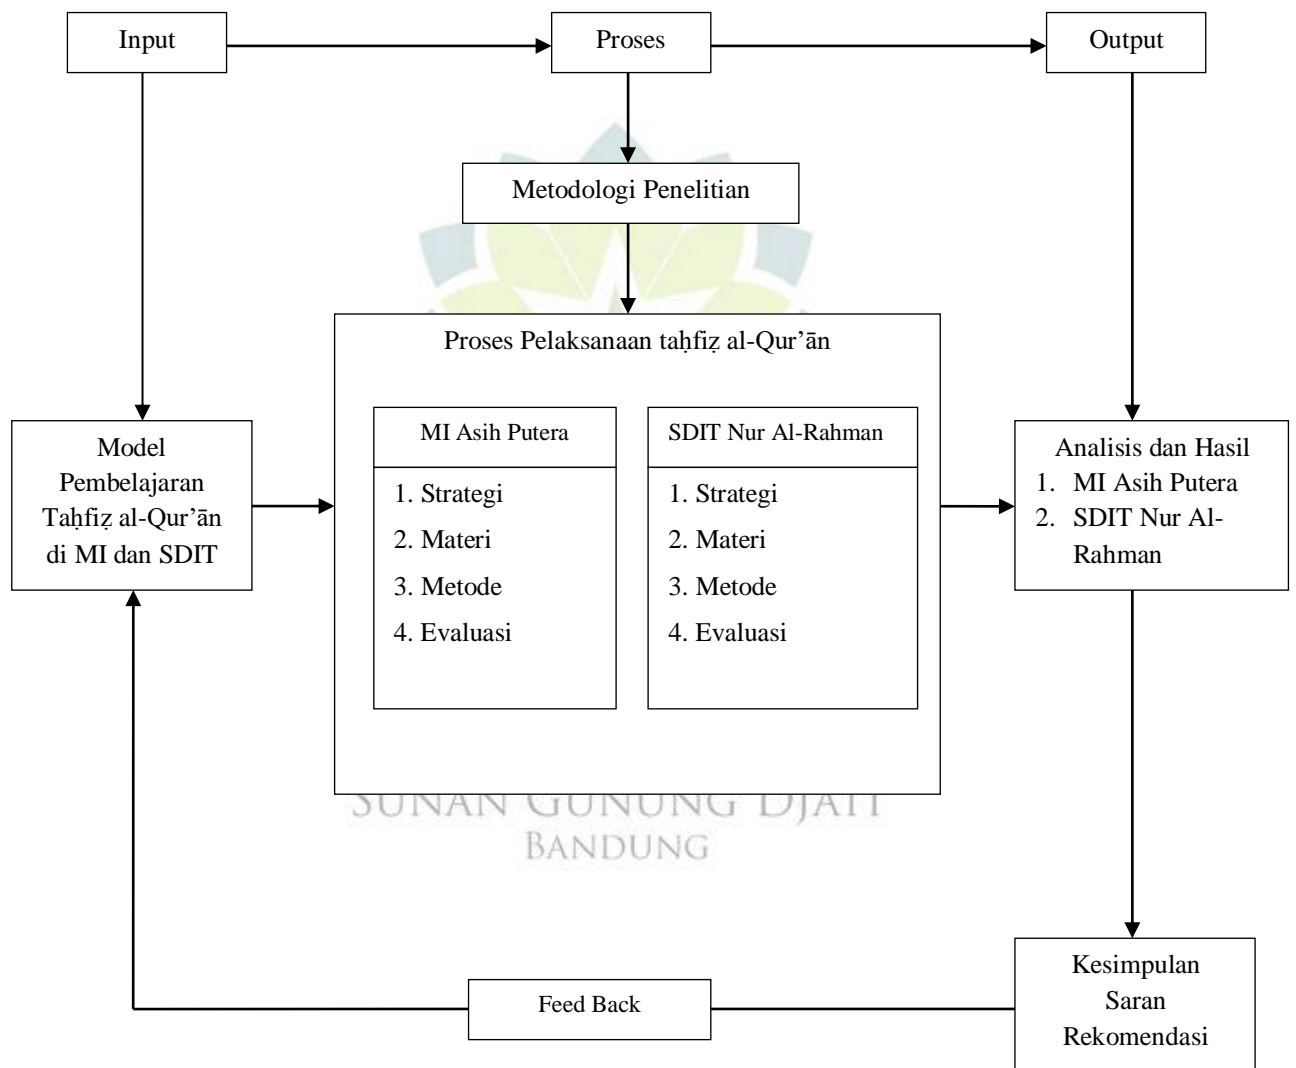 Input
Proses
Output
Metodologi Penelitian
Proses Pelaksanaan taḥfiẓ al-Qur’ān
MI Asih Putera
1. Strategi
2. Materi
3. Metode
4. Evaluasi
SDIT Nur Al-Rahman
1. Strategi
2. Materi
3. Metode
4. Evaluasi
Model
Pembelajaran
Taḥfiẓ al-Qur’ān
di MI dan SDIT
Analisis dan Hasil
1. MI Asih Putera
2. SDIT Nur Al-
Rahman
SUNAN GUNUNG DJATI
BANDUNG
Kesimpulan
Saran
Rekomendasi
Feed Back